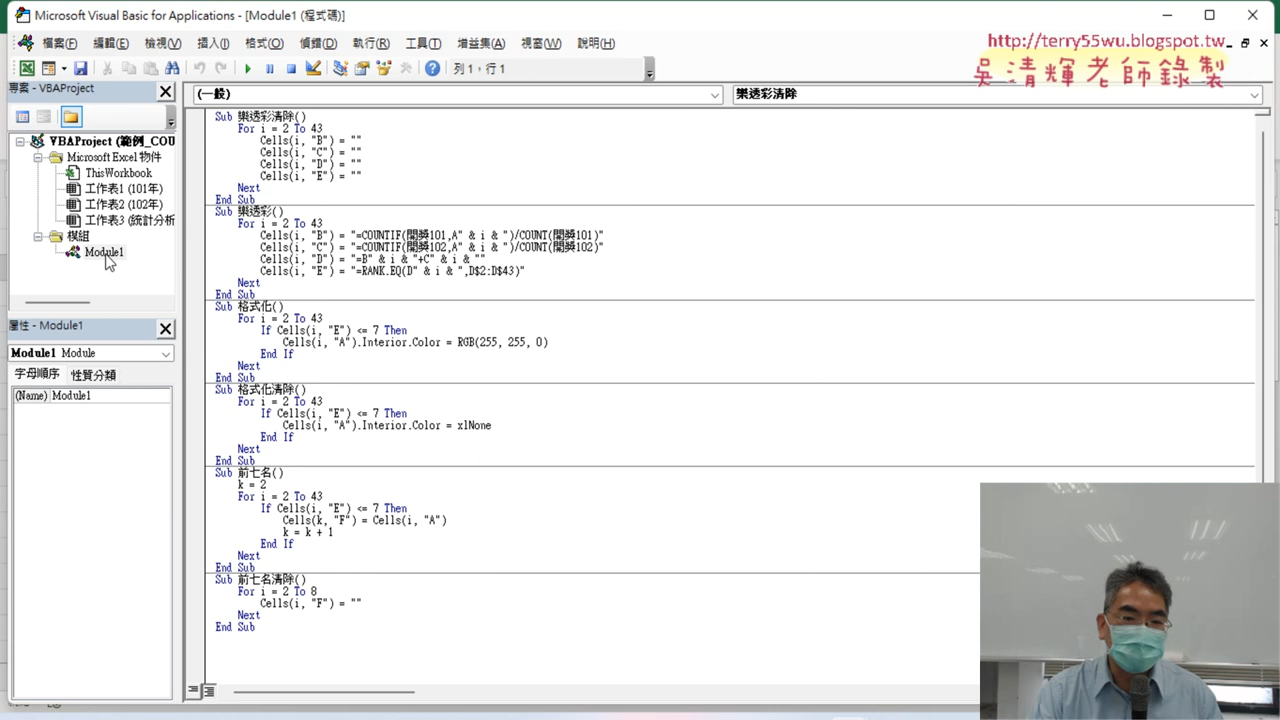 Microsoft Visual Basic for Applications - [Module1 (程式碼)]
檔案(F) 編輯(E) 檢視(V) 插入(I) 格式(O) 偵錯(D) 執行(R) 工具(T) 增益集(A) 視窗(W) 說明(H)
http://terry55wu.blogspot.tw
吳清輝老師錄製
列 1，行 1
專案 - VBAProject
(一般)
樂透彩清除
VBAProject (範例_COU
Microsoft Excel 物件
ThisWorkbook
工作表1 (101年)
工作表2 (102年)
工作表3 (統計分析
模組
Module1
屬性 - Module1
Module1 Module
字母順序 性質分類
(Name) Module1
Sub 樂透彩清除()
For i = 2 To 43
Cells(i, "B") = ""
Cells(i, "C") = ""
Cells(i, "D") = ""
Cells(i, "E") = ""
Next
End Sub
Sub 樂透彩()
For i = 2 To 43
Cells(i, "B") = "=COUNTIF(開獎101,A" & i & ")/COUNT(開獎101)"
Cells(i, "C") = "=COUNTIF(開獎102,A" & i & ")/COUNT(開獎102)"
Cells(i, "D") = "=B" & i & "+C" & i & ""
Cells(i, "E") = "=RANK.EQ(D" & i & ",D$2:D$43)"
Next
End Sub
Sub 格式化()
For i = 2 To 43
If Cells(i, "E") <= 7 Then
Cells(i, "A").Interior.Color = RGB(255, 255, 0)
End If
Next
End Sub
Sub 格式化清除()
For i = 2 To 43
If Cells(i, "E") <= 7 Then
Cells(i, "A").Interior.Color = xlNone
End If
Next
End Sub
Sub 前七名()
k = 2
For i = 2 To 43
If Cells(i, "E") <= 7 Then
Cells(k, "F") = Cells(i, "A")
k = k + 1
End If
Next
End Sub
Sub 前七名清除()
For i = 2 To 8
Cells(i, "F") = ""
Next
End Sub